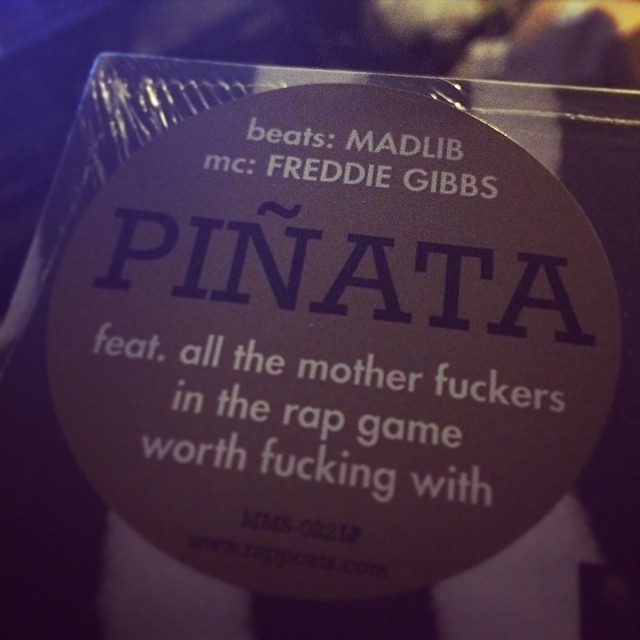 beats: MADLIB
mc: FREDDIE GIBBS
PIÑATA
feat. all the mother fuckers
in the rap game
worth fucking with
MMS-022LP
www.rappcats.com